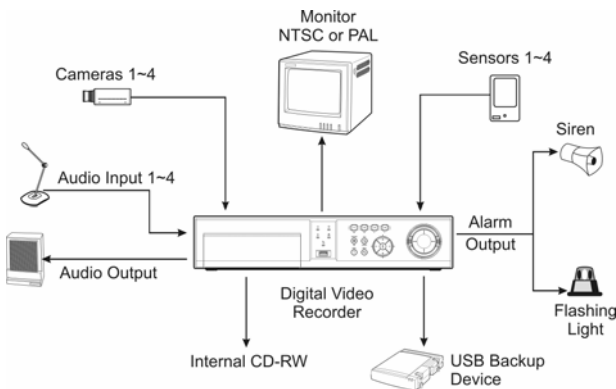 Monitor
NTSC or PAL
Cameras 1~4
Sensors 1~4
Siren
Audio Input 1~4
Alarm
Output
Audio Output
Digital Video
Recorder
Flashing
Light
Internal CD-RW
USB Backup
Device